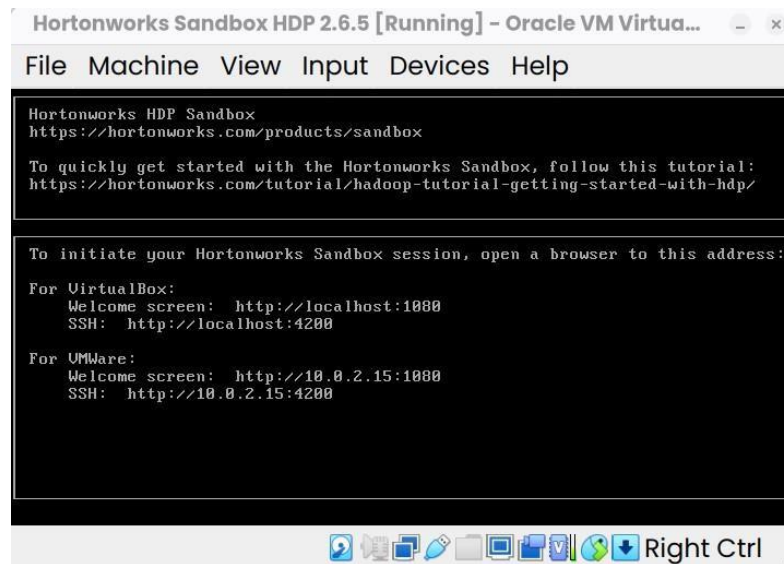 Hortonworks Sandbox HDP 2.6.5 [Running] - Oracle VM Virtua...
File Machine View Input Devices Help
Hortonworks HDP Sandbox
https://hortonworks.com/products/sandbox
To quickly get started with the Hortonworks Sandbox, follow this tutorial:
https://hortonworks.com/tutorial/hadoop-tutorial-getting-started-with-hdp/
To initiate your Hortonworks Sandbox session, open a browser to this address:
For VirtualBox:
Welcome screen: http://localhost:1080
SSH: http://localhost:4200
For VMWare:
Welcome screen: http://10.0.2.15:1080
SSH: http://10.0.2.15:4200
Right Ctrl